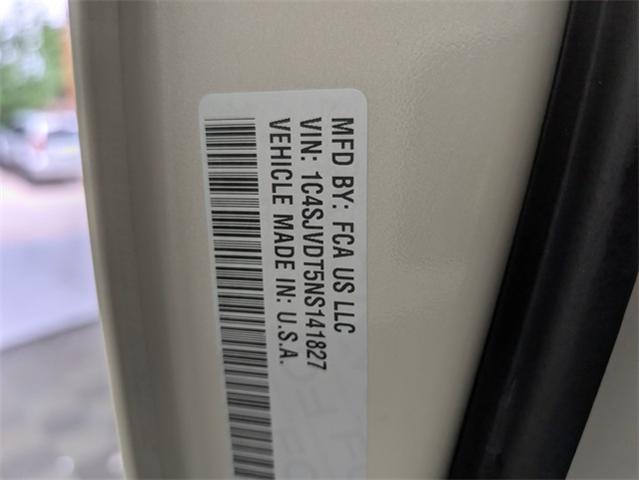 MFD BY: FCA US LLC
VIN: 1C4SJVDT5NS141827
VEHICLE MADE IN: U.S.A.